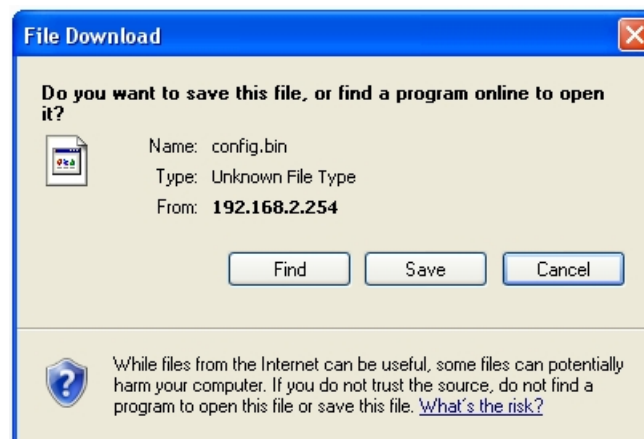 File Download
Do you want to save this file, or find a program online to open
it?
Name: config.bin
Type: Unknown File Type
From: 192.168.2.254
Find Save Cancel
While files from the Internet can be useful, some files can potentially
harm your computer. If you do not trust the source, do not find a
program to open this file or save this file. What's the risk?